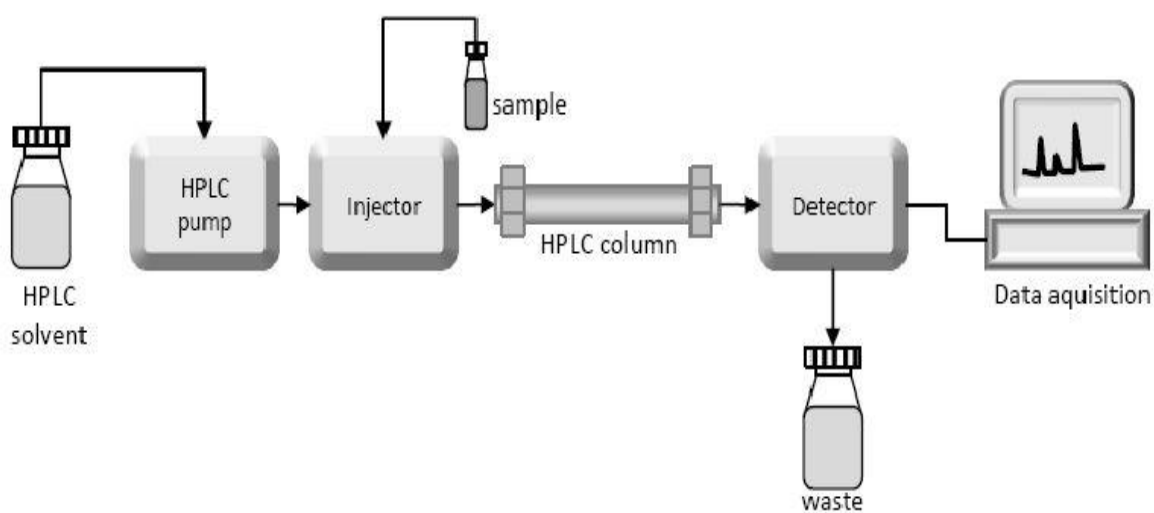 sample
HPLC
pump
Injector
HPLC column
Detector
HPLC
solvent
Data aquisition
waste